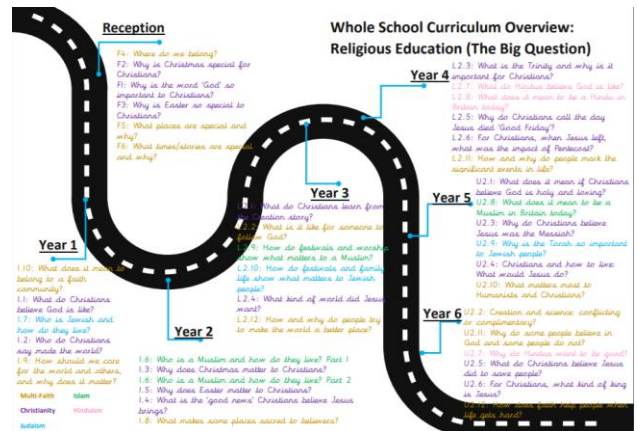 Whole School Curriculum Overview:
Religious Education (The Big Question)
Reception
F4: Where do we belong?
F2: Why is Christmas special for
Christians?
F1: Why is the word 'God' so
important to Christians?
F3: Why is Easter so special to
Christians?
F5: What places are special and
why?
F6: What times/stories are special
and why?
Year 1
1.10: What does it mean to
belong to a faith
community?
1.1: What do Christians
believe God is like?
1.7: Who is Jewish and
how do they live?
1.2: Who do Christians
say made the world?
1.9: How should we care
for the world and others,
and why does it matter?
Year 2
1.6: Who is a Muslim and how do they live? Part 1
1.3: Why does Christmas matter to Christians?
1.6: Who is a Muslim and how do they live? Part 2
1.5: Why does Easter matter to Christians?
1.4: What is the 'good news' Christians believe Jesus
brings?
1.8: What makes some places sacred to believers?
Year 3
L2.1: What do Christians learn from
the Creation story?
L2.2: What is it like for someone to
follow God?
L2.9: How do festivals and worship
show what matters to a Muslim?
L2.10: How do festivals and family
life show what matters to Jewish
people?
L2.4: What kind of world did Jesus
want?
L2.12: How and why do people try
to make the world a better place?
Year 4
L2.3: What is the Trinity and why is it
important for Christians?
L2.7: What do Hindus believe God is like?
L2.8: What does it mean to be a Hindu in
Britain today?
L2.5: Why do Christians call the day
Jesus died 'Good Friday'?
L2.6: For Christians, when Jesus left,
what was the impact of Pentecost?
L2.11: How and why do people mark the
significant events in life?
Year 5
U2.1: What does it mean if Christians
believe God is holy and loving?
U2.8: What does it mean to be a
Muslim in Britain today?
U2.3: Why do Christians believe
Jesus was the Messiah?
U2.9: Why is the Torah so important
to Jewish people?
U2.4: Christians and how to live:
What would Jesus do?
U2.10: What matters most to
Humanists and Christians?
Year 6
U2.2: Creation and science: conflicting
or complimentary?
U2.11: Why do some people believe in
God and some people do not?
U2.7: Why do Hindus want to be good?
U2.5: What do Christians believe Jesus
did to save people?
U2.6: For Christians, what kind of king
is Jesus?
U2.12: How does faith help people when
life gets hard?
Multi-Faith Islam
Christianity Hinduism
Judaism